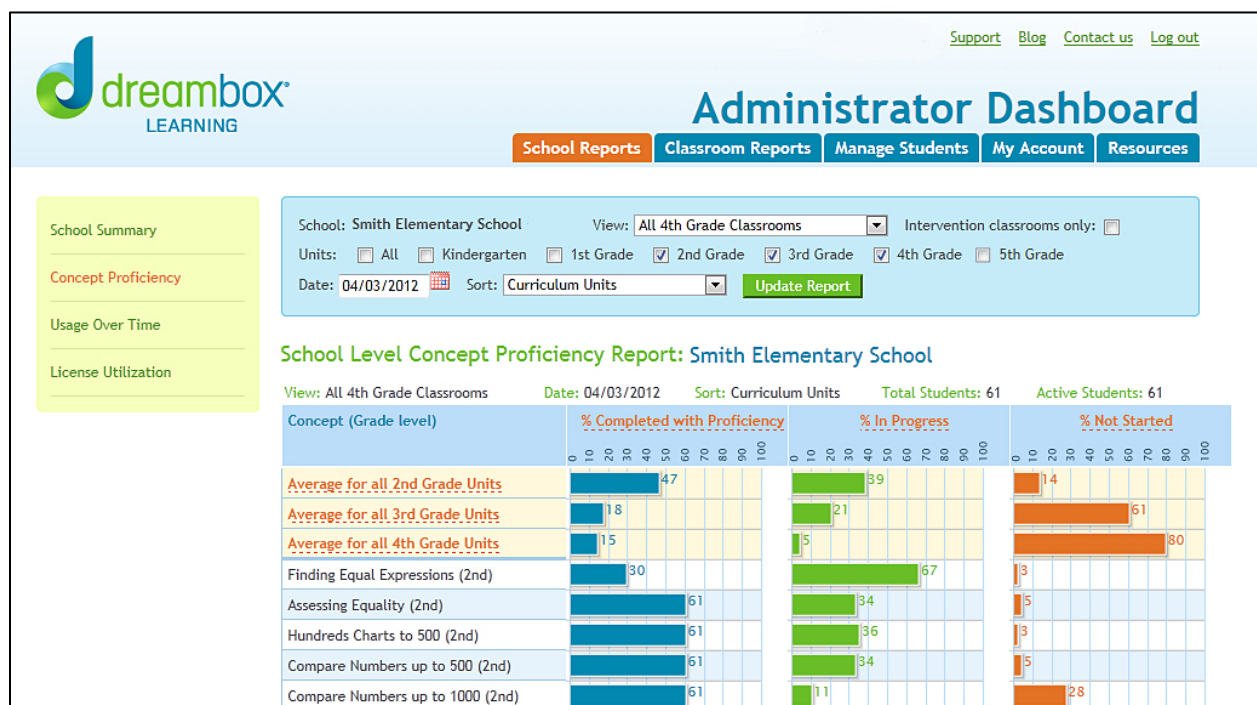 Support Blog Contact us Log out
dreambox
LEARNING
Administrator Dashboard
School Reports Classroom Reports Manage Students My Account Resources
School Summary
Concept Proficiency
Usage Over Time
License Utilization
School: Smith Elementary School View: All 4th Grade Classrooms Intervention classrooms only:
Units: All Kindergarten 1st Grade 2nd Grade 3rd Grade 4th Grade 5th Grade
Date: 04/03/2012 Sort: Curriculum Units Update Report
School Level Concept Proficiency Report: Smith Elementary School
View: All 4th Grade Classrooms Date: 04/03/2012 Sort: Curriculum Units Total Students: 61 Active Students: 61
Concept (Grade level) % Completed with Proficiency % In Progress % Not Started
0 10 20 30 40 50 60 70 80 90 100 0 10 20 30 40 50 60 70 80 90 100 0 10 20 30 40 50 60 70 80 90 100
Average for all 2nd Grade Units 47 39 14
Average for all 3rd Grade Units 18 21 61
Average for all 4th Grade Units 15 5 80
Finding Equal Expressions (2nd) 30 67 3
Assessing Equality (2nd) 61 34 5
Hundreds Charts to 500 (2nd) 61 36 3
Compare Numbers up to 500 (2nd) 61 34 5
Compare Numbers up to 1000 (2nd) 61 11 28